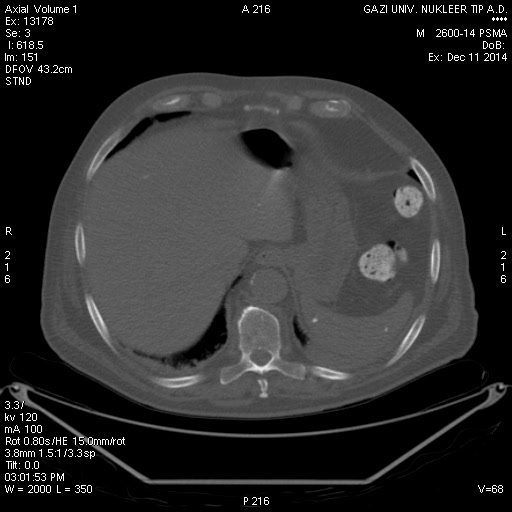 Axial Volume 1
Ex: 13178
Se: 3
I: 618.5
Im: 151
DFOV 43.2cm
STND
A 216
GAZI UNIV. NUKLEER TIP A.D.
****
M 2600-14 PSMA
DoB:
Ex: Dec 11 2014
R
2
1
6
L
2
1
6
3.3/
kv 120
mA 100
Rot 0.80s/HE 15.0mm/rot
3.8mm 1.5:1/3.3sp
Tilt: 0.0
03:01:53 PM
W = 2000 L = 350
P 216
V=68